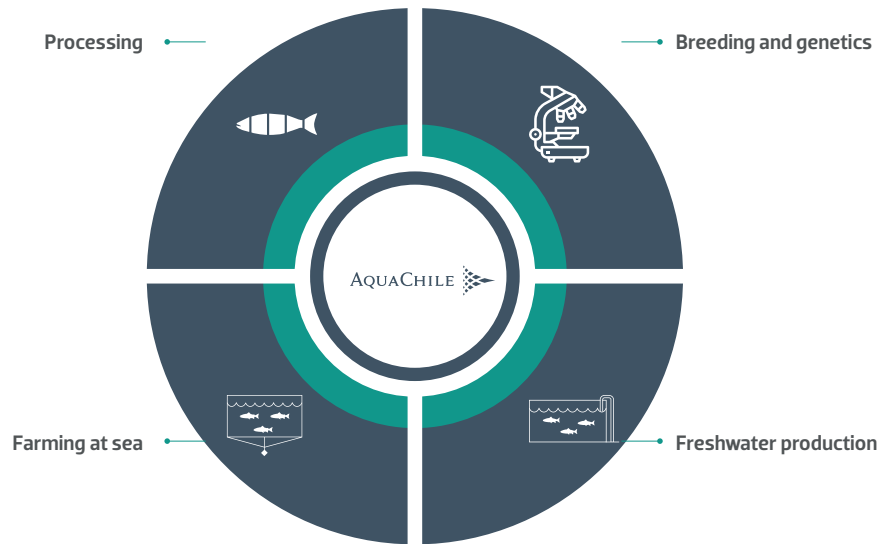 Processing
Breeding and genetics
AQUACHILE
Farming at sea
Freshwater production